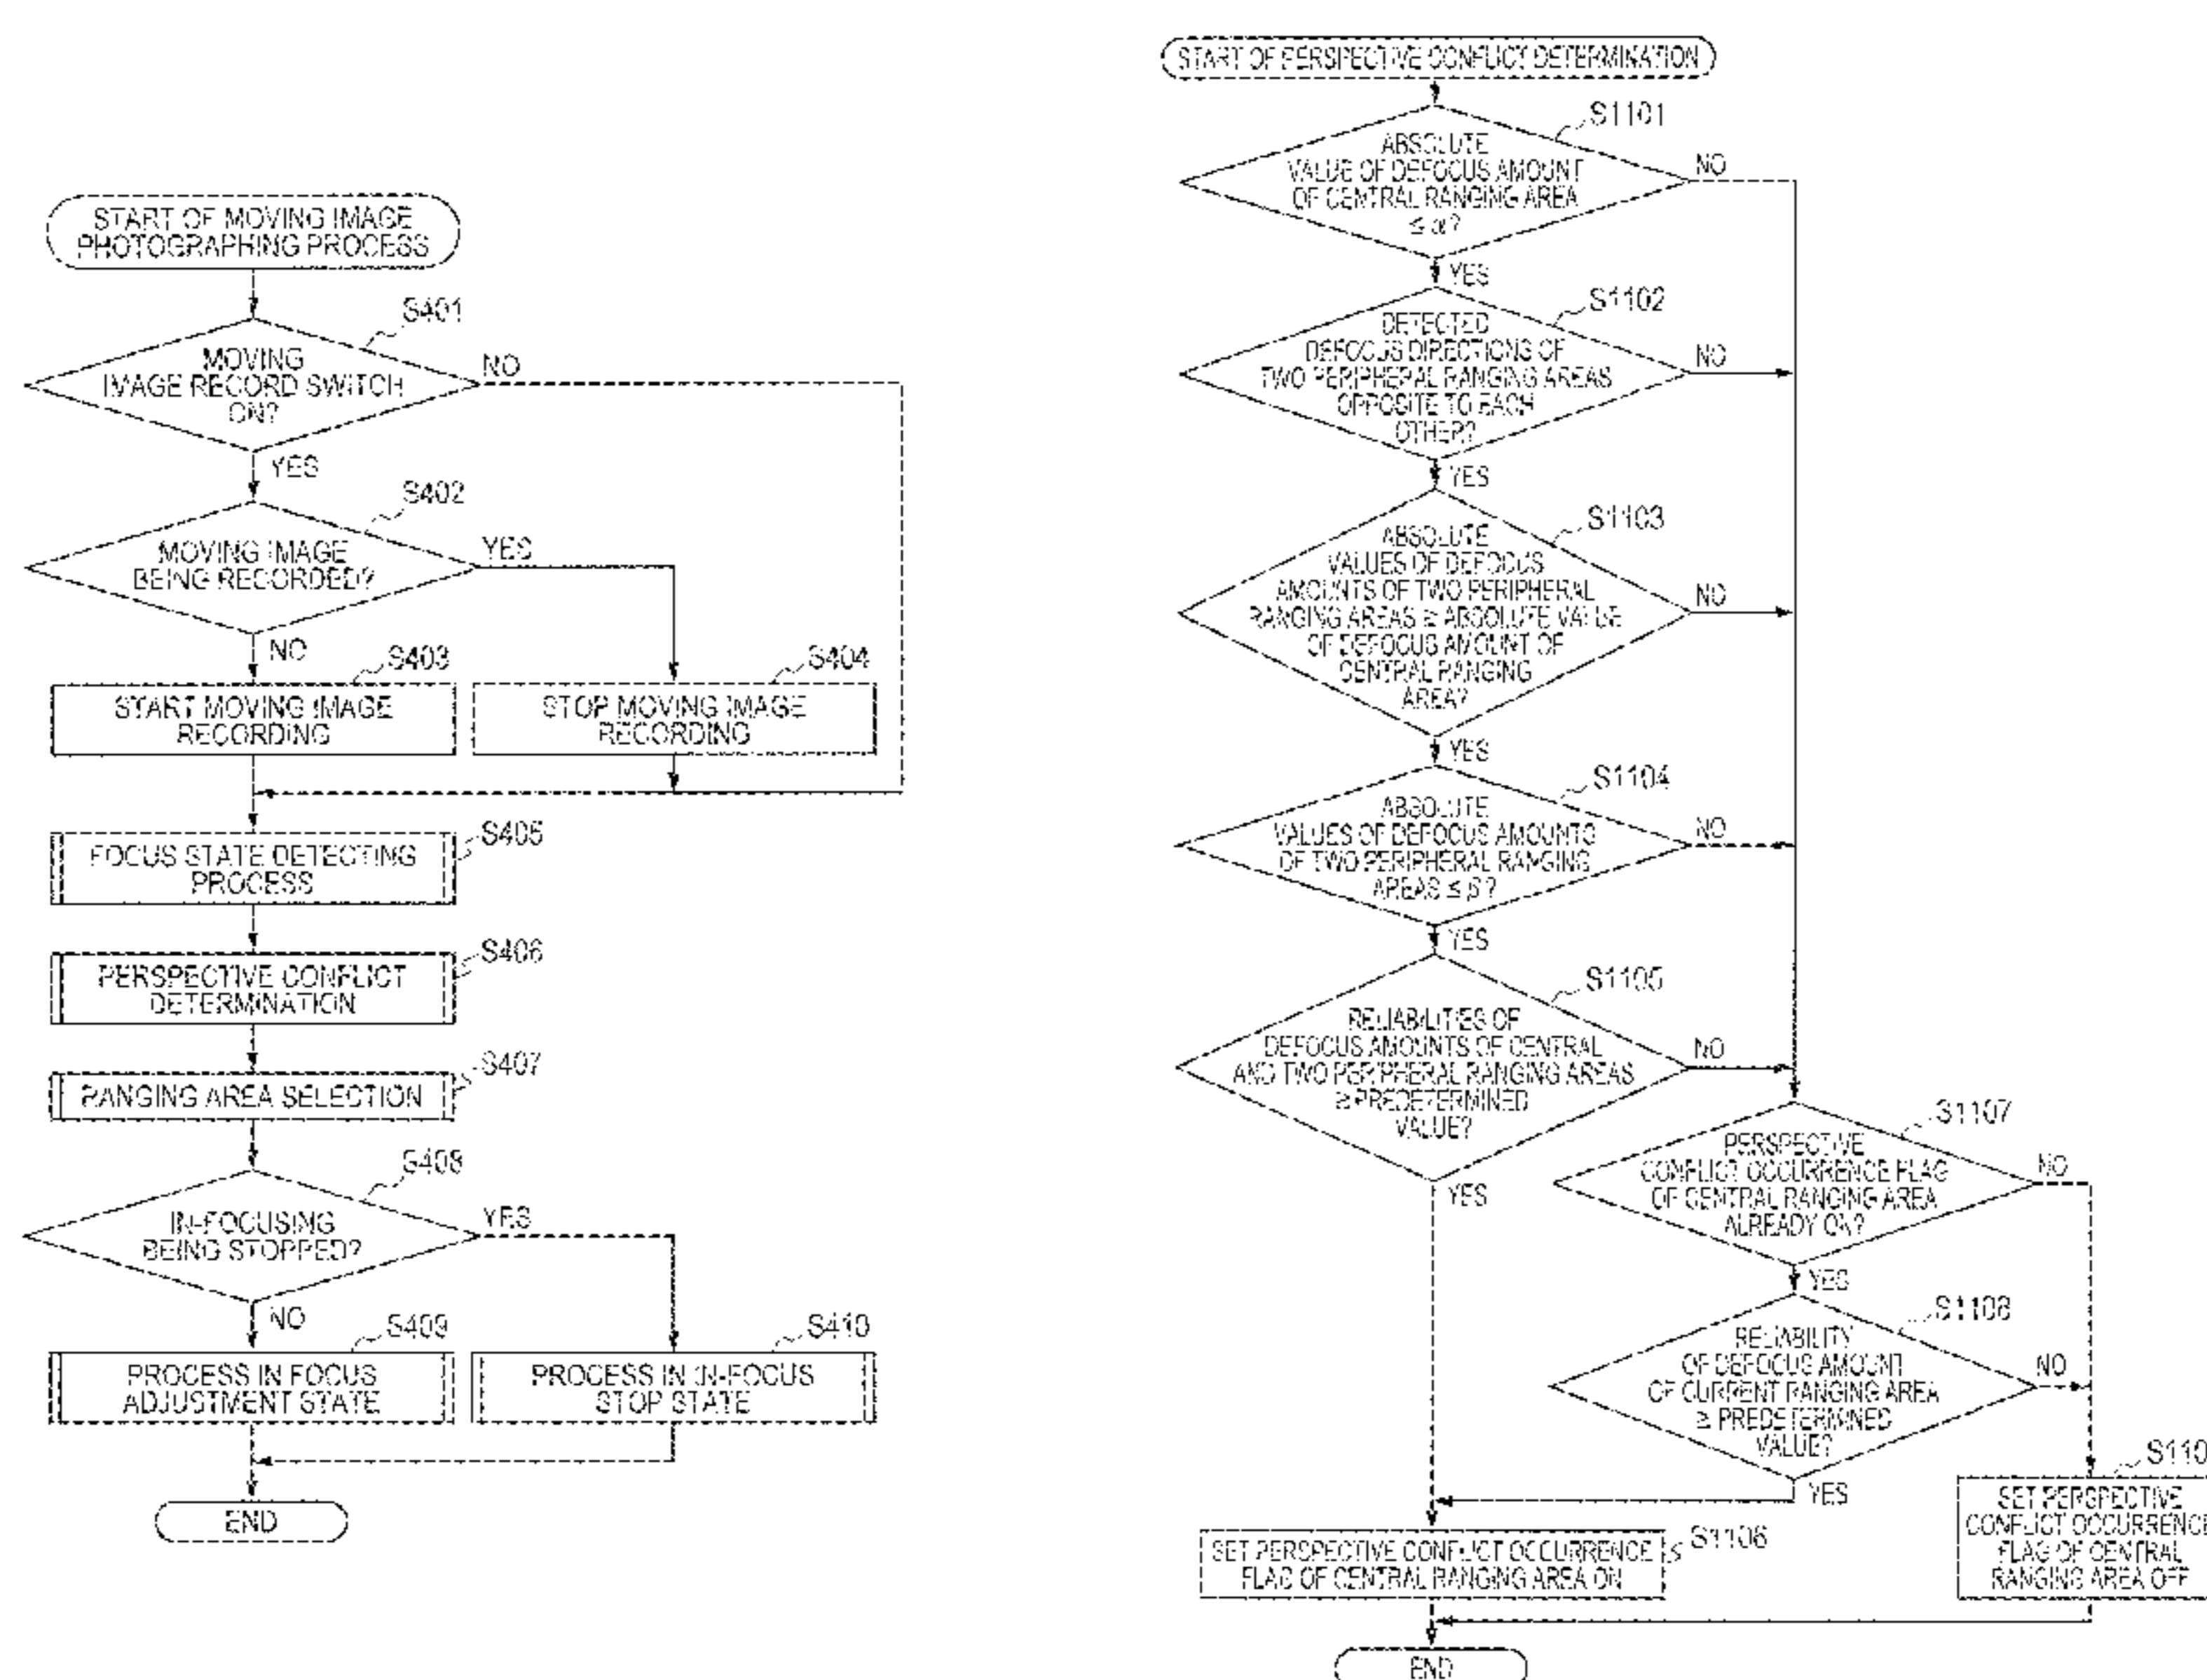 START OF MOVING IMAGE
PHOTOGRAPHING PROCESS
S401
MOVING
IMAGE RECORD SWITCH
ON?
NO
YES
S402
MOVING IMAGE
BEING RECORDED?
YES
NO
S403
START MOVING IMAGE
RECORDING
S404
STOP MOVING IMAGE
RECORDING
S405
FOCUS STATE DETECTING
PROCESS
S406
PERSPECTIVE CONFLICT
DETERMINATION
S407
RANGING AREA SELECTION
S408
IN-FOCUSING
BEING STOPPED?
YES
NO
S409
PROCESS IN FOCUS
ADJUSTMENT STATE
S410
PROCESS IN IN-FOCUS
STOP STATE
END
START OF PERSPECTIVE CONFLICT DETERMINATION
S1101
ABSOLUTE
VALUE OF DEFOCUS AMOUNT
OF CENTRAL RANGING AREA
≤ α?
NO
YES
S1102
DETECTED
DEFOCUS DIRECTIONS OF
TWO PERIPHERAL RANGING AREAS
OPPOSITE TO EACH
OTHER?
NO
YES
S1103
ABSOLUTE
VALUES OF DEFOCUS
AMOUNTS OF TWO PERIPHERAL
RANGING AREAS ≥ ABSOLUTE VALUE
OF DEFOCUS AMOUNT OF
CENTRAL RANGING
AREA?
NO
YES
S1104
ABSOLUTE
VALUES OF DEFOCUS AMOUNTS
OF TWO PERIPHERAL RANGING
AREAS ≤ β?
NO
YES
S1105
RELIABILITIES OF
DEFOCUS AMOUNTS OF CENTRAL
AND TWO PERIPHERAL RANGING AREAS
≥ PREDETERMINED
VALUE?
NO
YES
S1107
PERSPECTIVE
CONFLICT OCCURRENCE FLAG
OF CENTRAL RANGING AREA
ALREADY ON?
NO
YES
S1108
RELIABILITY
OF DEFOCUS AMOUNT
OF CURRENT RANGING AREA
≥ PREDETERMINED
VALUE?
NO
YES
S110
SET PERSPECTIVE
CONFLICT OCCURRENCE
FLAG OF CENTRAL
RANGING AREA OFF
S1106
SET PERSPECTIVE CONFLICT OCCURRENCE
FLAG OF CENTRAL RANGING AREA ON
END